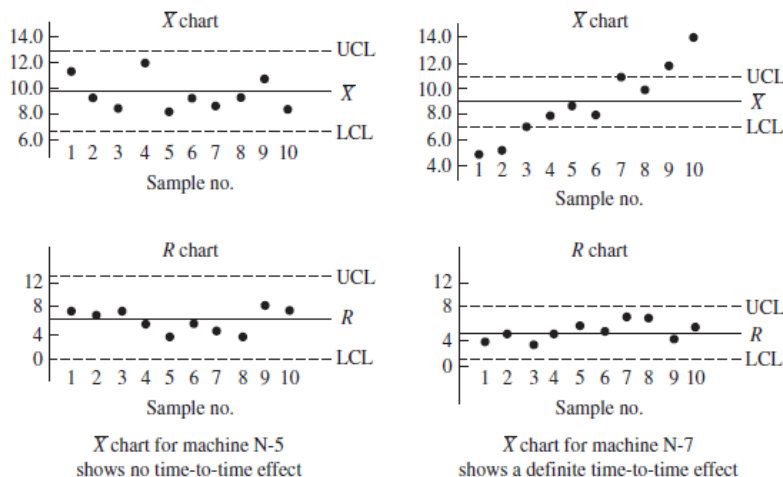 X̄ chart
14.0
12.0
10.0
8.0
6.0
UCL
X̄
LCL
1 2 3 4 5 6 7 8 9 10
Sample no.
X̄ chart
14.0
12.0
10.0
8.0
6.0
4.0
UCL
X̄
LCL
1 2 3 4 5 6 7 8 9 10
Sample no.
R chart
12
8
4
0
UCL
R
LCL
1 2 3 4 5 6 7 8 9 10
Sample no.
R chart
12
8
4
0
UCL
R
LCL
1 2 3 4 5 6 7 8 9 10
Sample no.
X̄ chart for machine N-5
shows no time-to-time effect
X̄ chart for machine N-7
shows a definite time-to-time effect